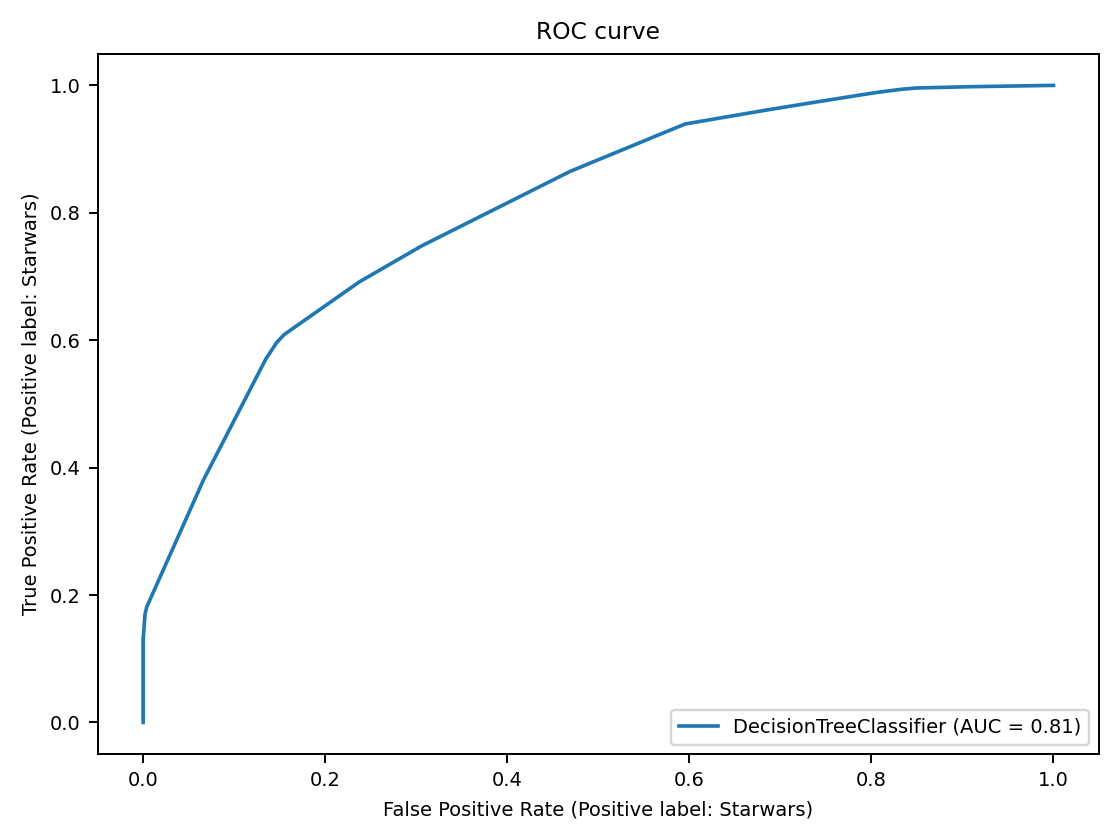 ROC curve
True Positive Rate (Positive label: Starwars)
1.0
0.8
0.6
0.4
0.2
0.0
DecisionTreeClassifier (AUC = 0.81)
0.0 0.2 0.4 0.6 0.8 1.0
False Positive Rate (Positive label: Starwars)